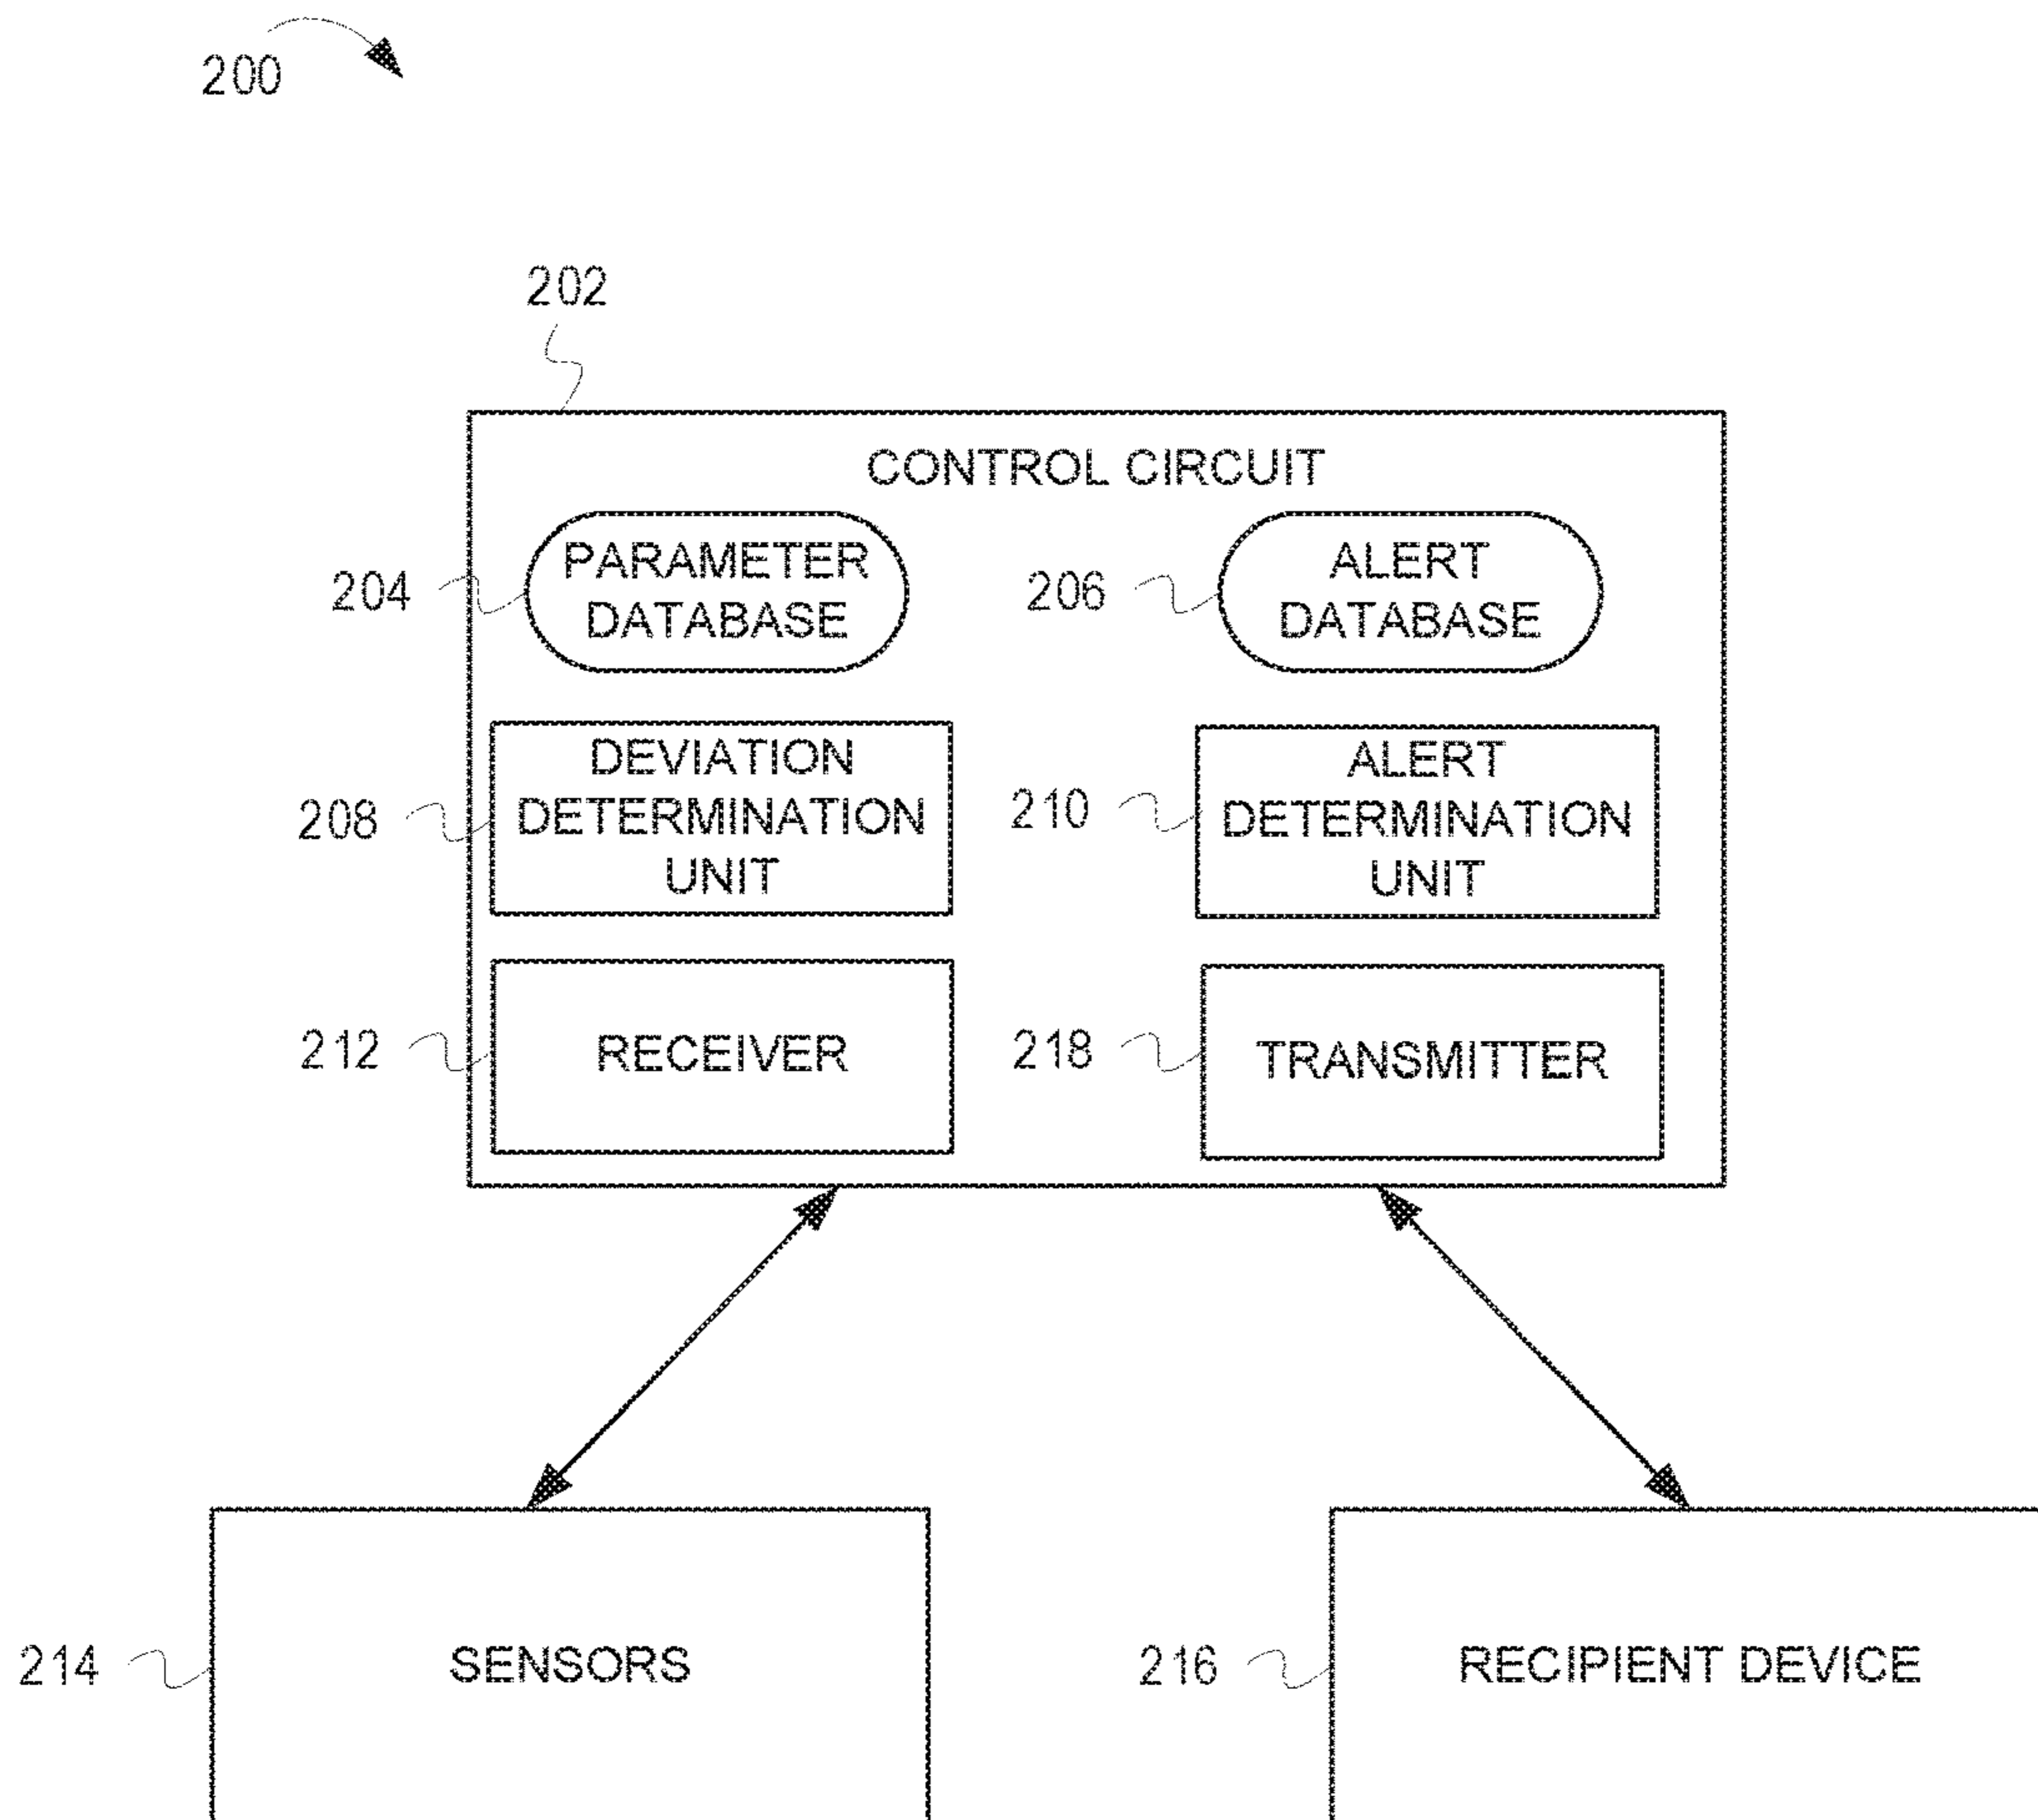 200
202
CONTROL CIRCUIT
204
PARAMETER
DATABASE
206
ALERT
DATABASE
208
DEVIATION
DETERMINATION
UNIT
210
ALERT
DETERMINATION
UNIT
212
RECEIVER
218
TRANSMITTER
214
SENSORS
216
RECIPIENT DEVICE